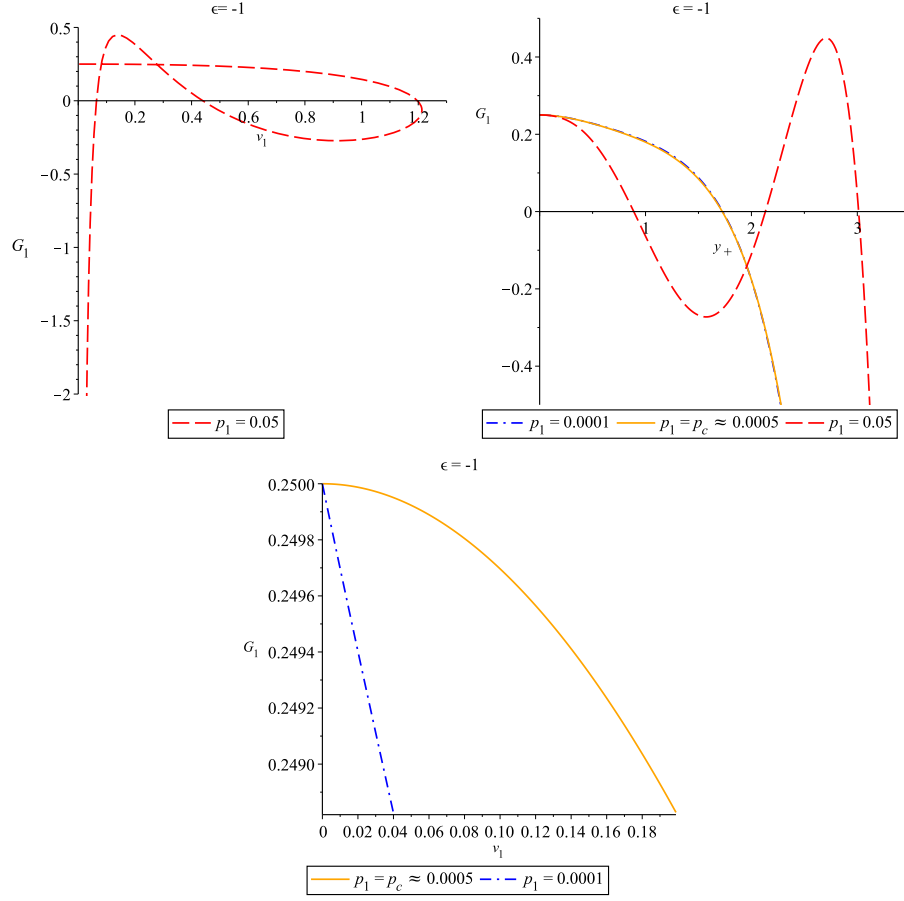 ϵ= -1
0.5
0
-0.5
-1
-1.5
-2
G₁
0.2
0.4
0.6
0.8
1
1.2
v₁
p₁ = 0.05
ϵ = -1
G₁
0.4
0.2
0
-0.2
-0.4
1
2
3
y₊
p₁ = 0.0001 p₁ = p_c ≈ 0.0005 p₁ = 0.05
ϵ = -1
0.2500
0.2498
0.2496
G₁
0.2494
0.2492
0.2490
0 0.02 0.04 0.06 0.08 0.10 0.12 0.14 0.16 0.18
v₁
p₁ = p_c ≈ 0.0005 p₁ = 0.0001